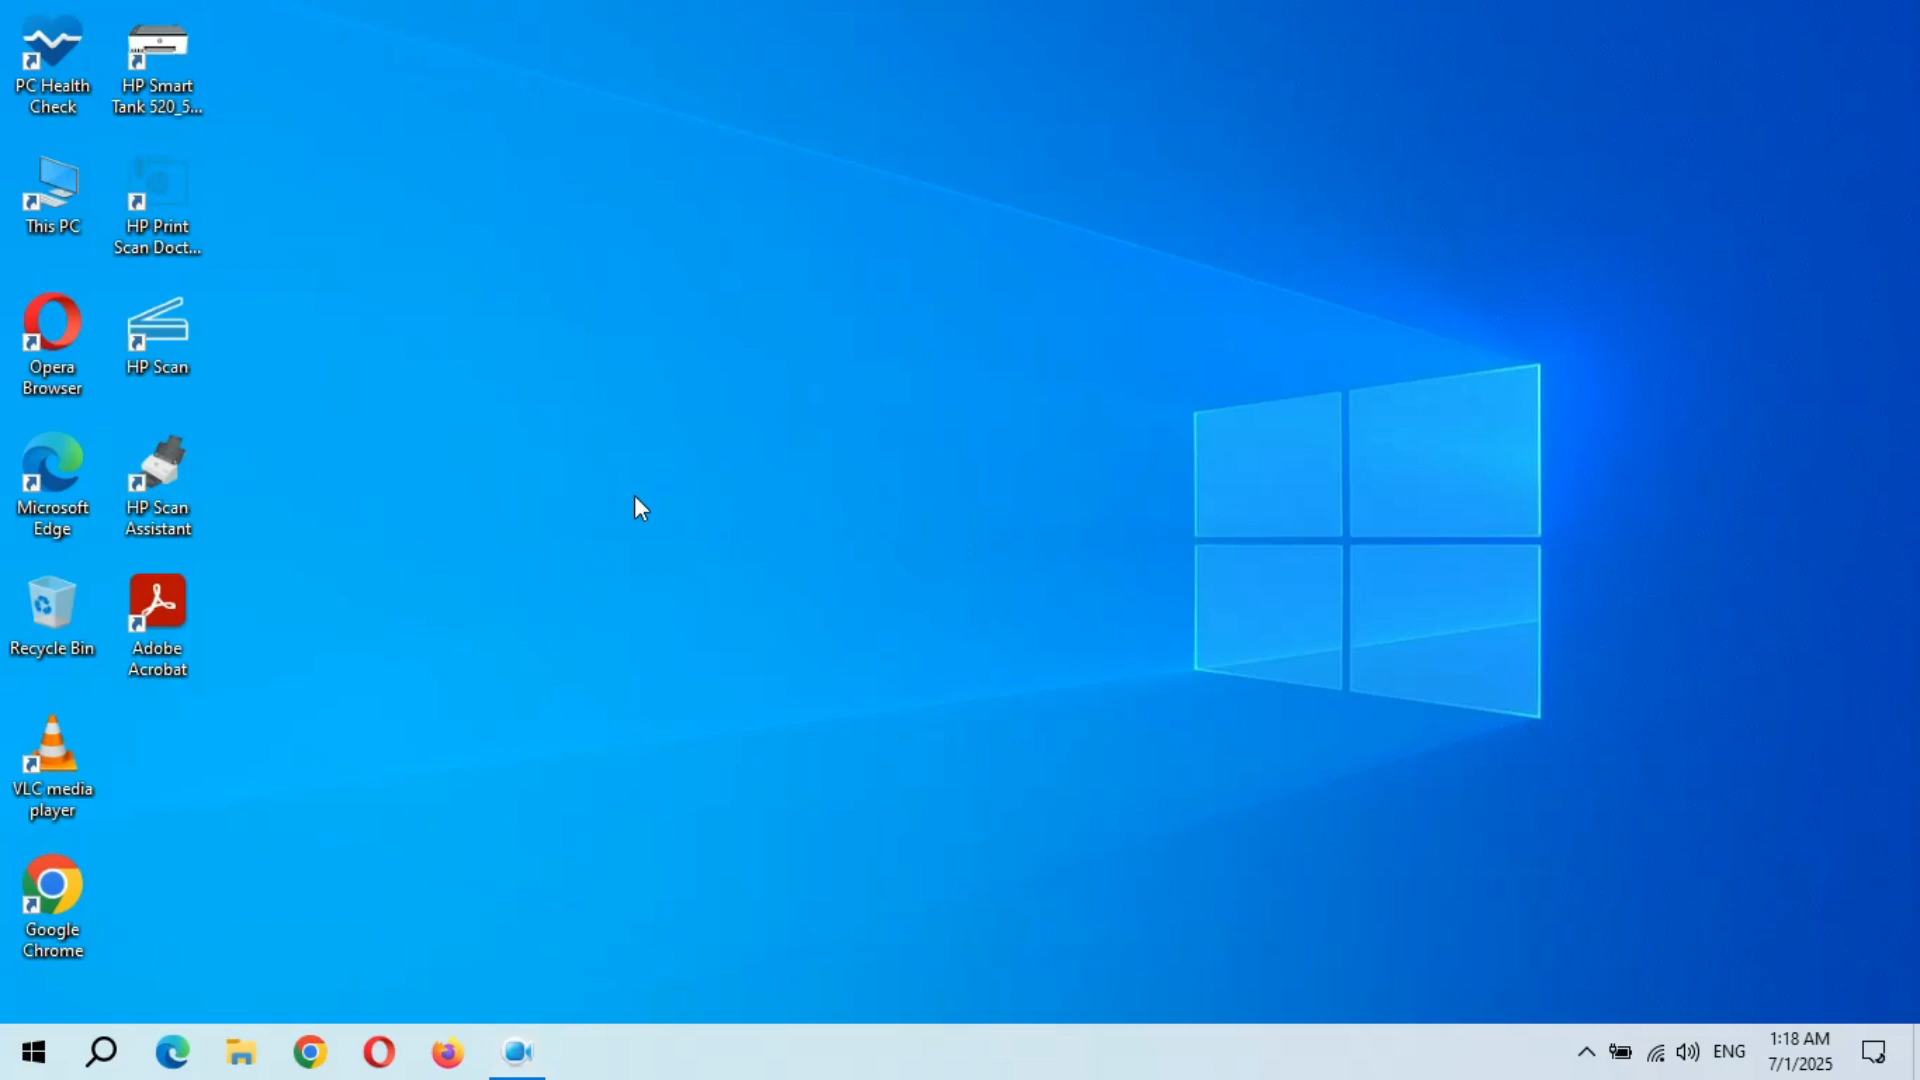 PC Health
Check
HP Smart
Tank 520_5...
This PC
HP Print
Scan Doct...
Opera
Browser
HP Scan
Microsoft
Edge
HP Scan
Assistant
Recycle Bin
Adobe
Acrobat
VLC media
player
Google
Chrome
ENG
1:18 AM
7/1/2025